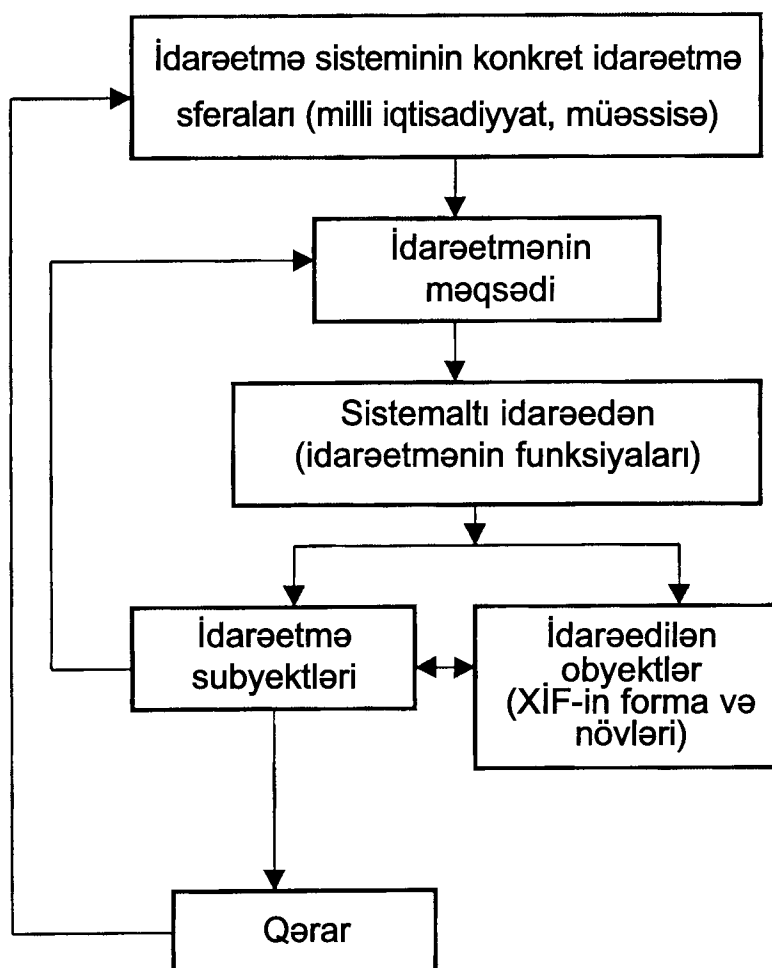 İdarəetmə sisteminin konkret idarəetmə
sferaları (milli iqtisadiyyat, müəssisə)
İdarəetmənin
məqsədi
Sistemaltı idarəedən
(idarəetmənin funksiyaları)
İdarəetmə
subyektləri
İdarəedilən
obyektlər
(XİF-in forma və
növləri)
Qərar